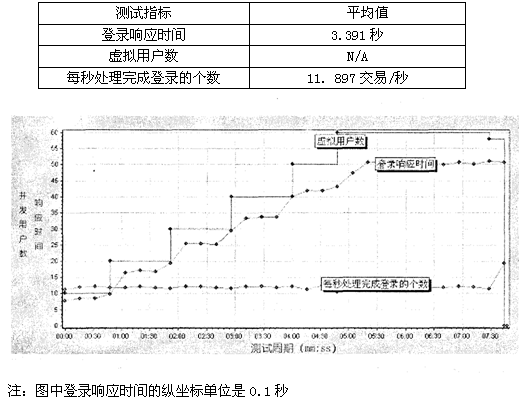 测试指标 平均值
登录响应时间 3.391秒
虚拟用户数 N/A
每秒处理完成登录的个数 11. 897交易/秒
并发用户数
响应时间
60
55
50
45
40
35
30
25
20
15
10
5
0
虚拟用户数
登录响应时间
每秒处理完成登录的个数
00:00 00:30 01:00 01:30 02:00 02:30 03:00 03:30 04:00 04:30 05:00 05:30 06:00 06:30 07:00 07:30
测试周期 (mm:ss)
注：图中登录响应时间的纵坐标单位是0.1秒